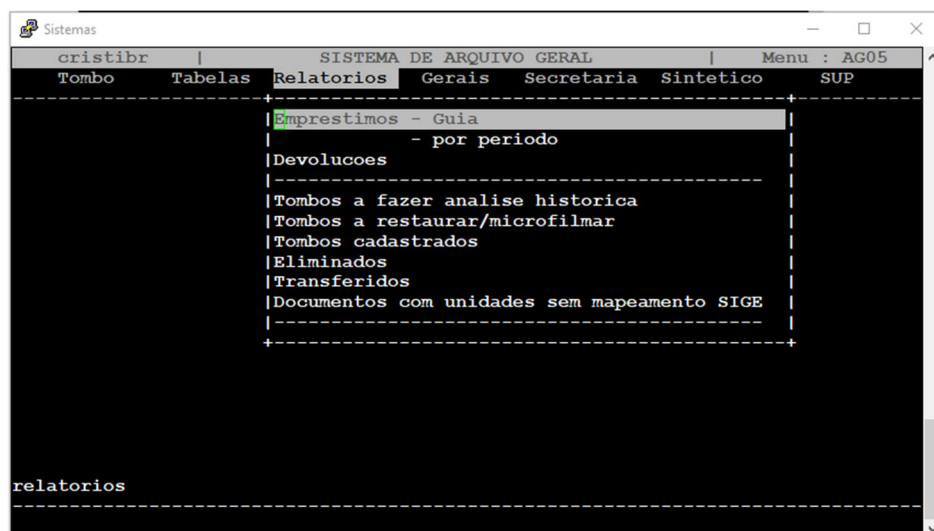 Sistemas
cristibr | SISTEMA DE ARQUIVO GERAL | Menu : AG05
Tombo Tabelas Relatorios Gerais Secretaria Sintetico SUP
Emprestimos - Guia
- por periodo
Devolucoes
Tombos a fazer analise historica
Tombos a restaurar/microfilmar
Tombos cadastrados
Eliminados
Transferidos
Documentos com unidades sem mapeamento SIGE
relatorios